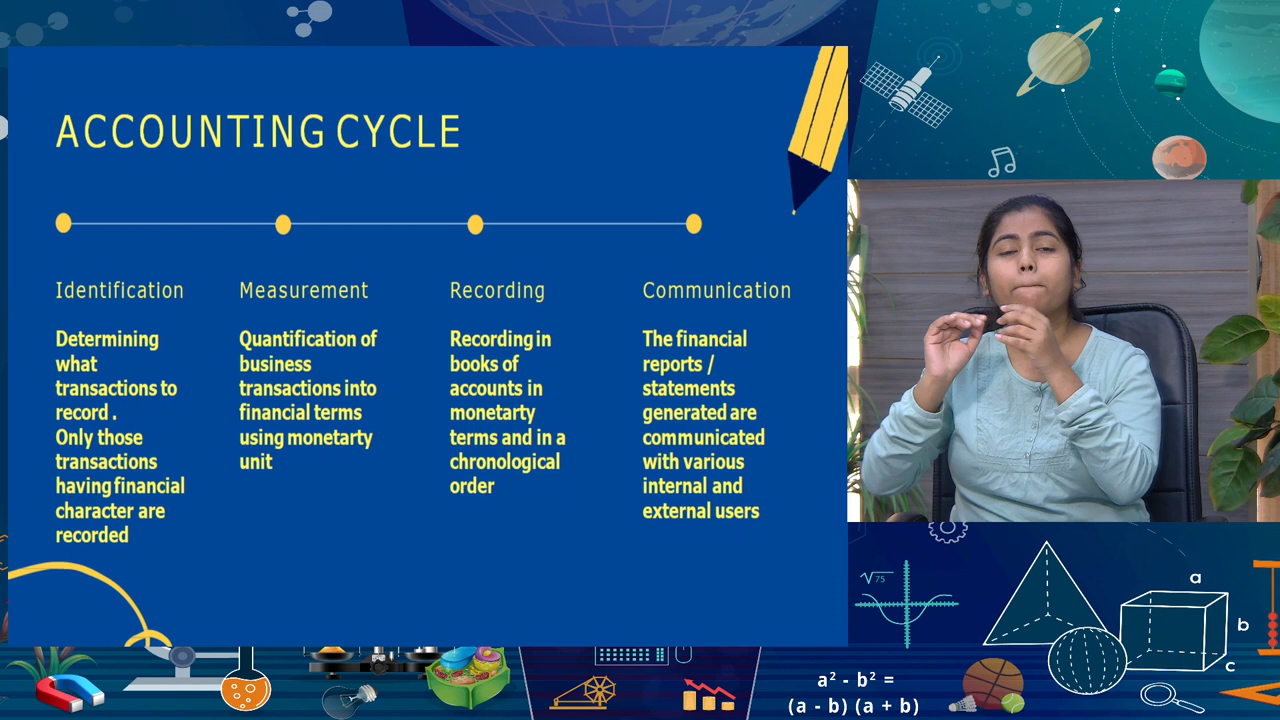 ACCOUNTING CYCLE
Identification
Determining
what
transactions to
record .
Only those
transactions
having financial
character are
recorded
Measurement
Quantification of
business
transactions into
financial terms
using monetarty
unit
Recording
Recording in
books of
accounts in
monetarty
terms and in a
chronological
order
Communication
The financial
reports /
statements
generated are
communicated
with various
internal and
external users
√75
a
b
c
a² - b² =
(a - b) (a + b)